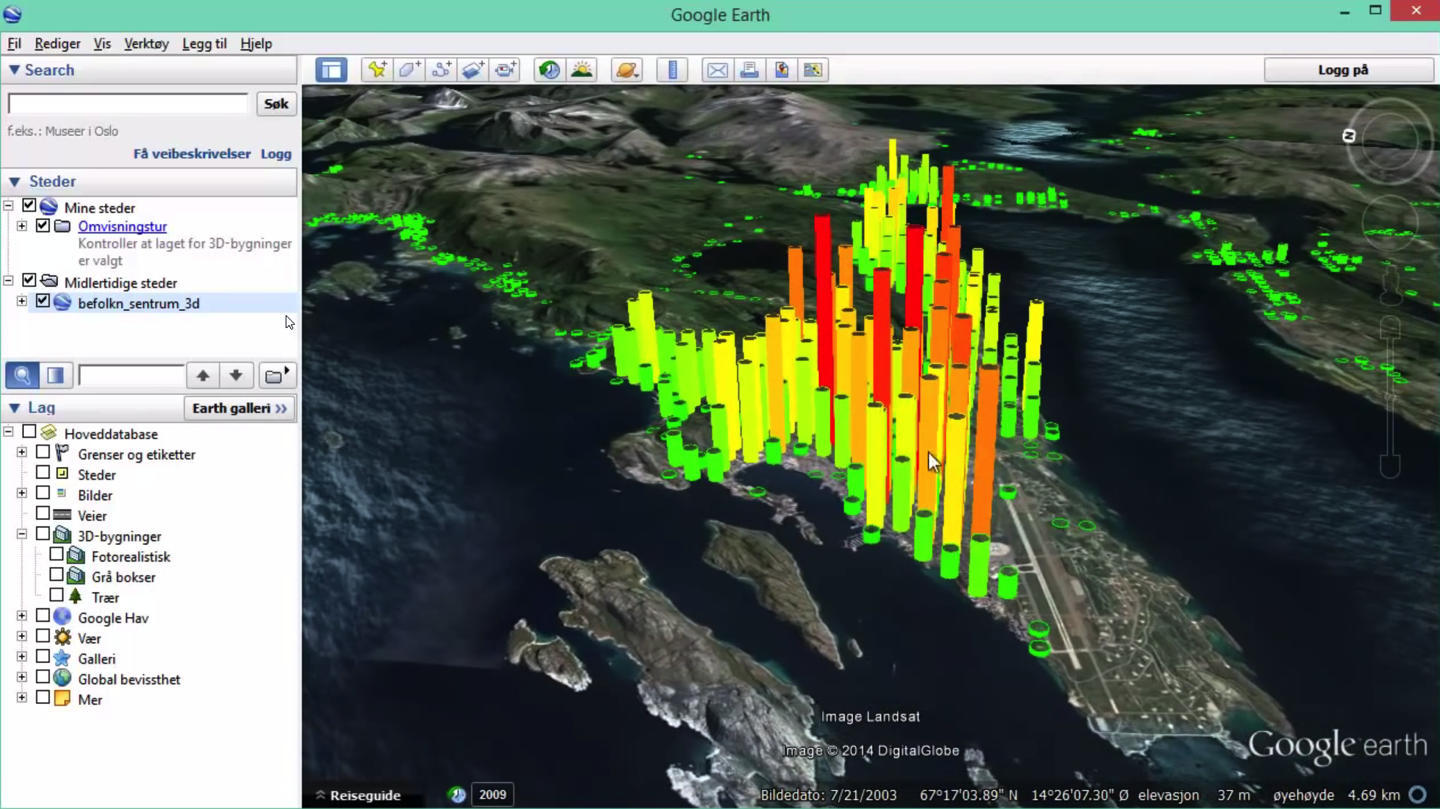 Google Earth
Fil Rediger Vis Verktøy Legg til Hjelp
Search
Logg på
Søk
f.eks.: Museer i Oslo
Få veibeskrivelser Logg
N
Steder
Mine steder
Omvisningstur
Kontroller at laget for 3D-bygninger
er valgt
Midlertidige steder
befolkn_sentrum_3d
Lag
Earth galleri >>
Hoveddatabase
Grenser og etiketter
Steder
Bilder
Veier
3D-bygninger
Fotorealistisk
Grå bokser
Trær
Google Hav
Vær
Galleri
Global bevissthet
Mer
Image Landsat
Image © 2014 DigitalGlobe
Google earth
Reiseguide 2009 Bildedato: 7/21/2003 67°17'03.89" N 14°26'07.30" Ø elevasjon 37 m øyehøyde 4.69 km